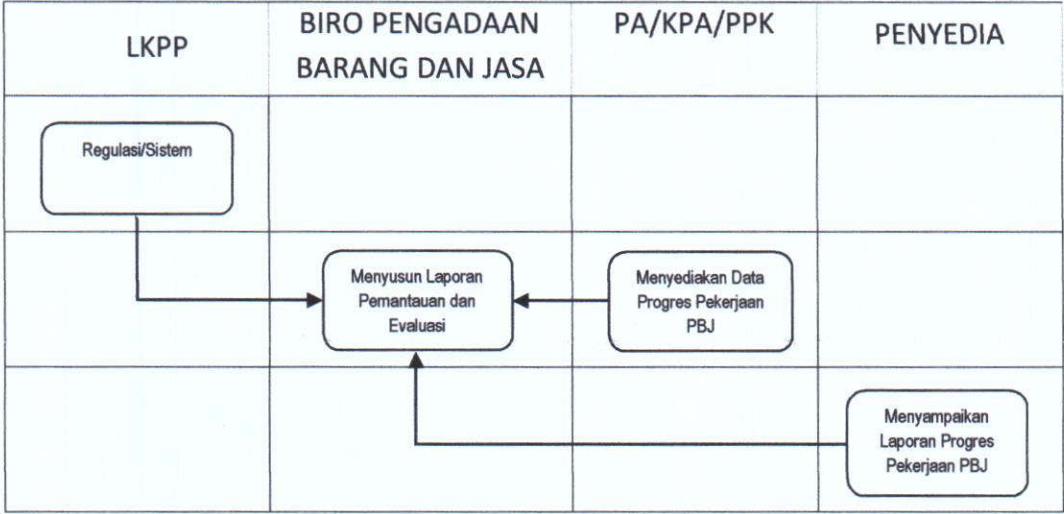 LKPP
BIRO PENGADAAN
BARANG DAN JASA
PA/KPA/PPK
PENYEDIA
Regulasi/Sistem
Menyusun Laporan
Pemantauan dan
Evaluasi
Menyediakan Data
Progres Pekerjaan
PBJ
Menyampaikan
Laporan Progres
Pekerjaan PBJ